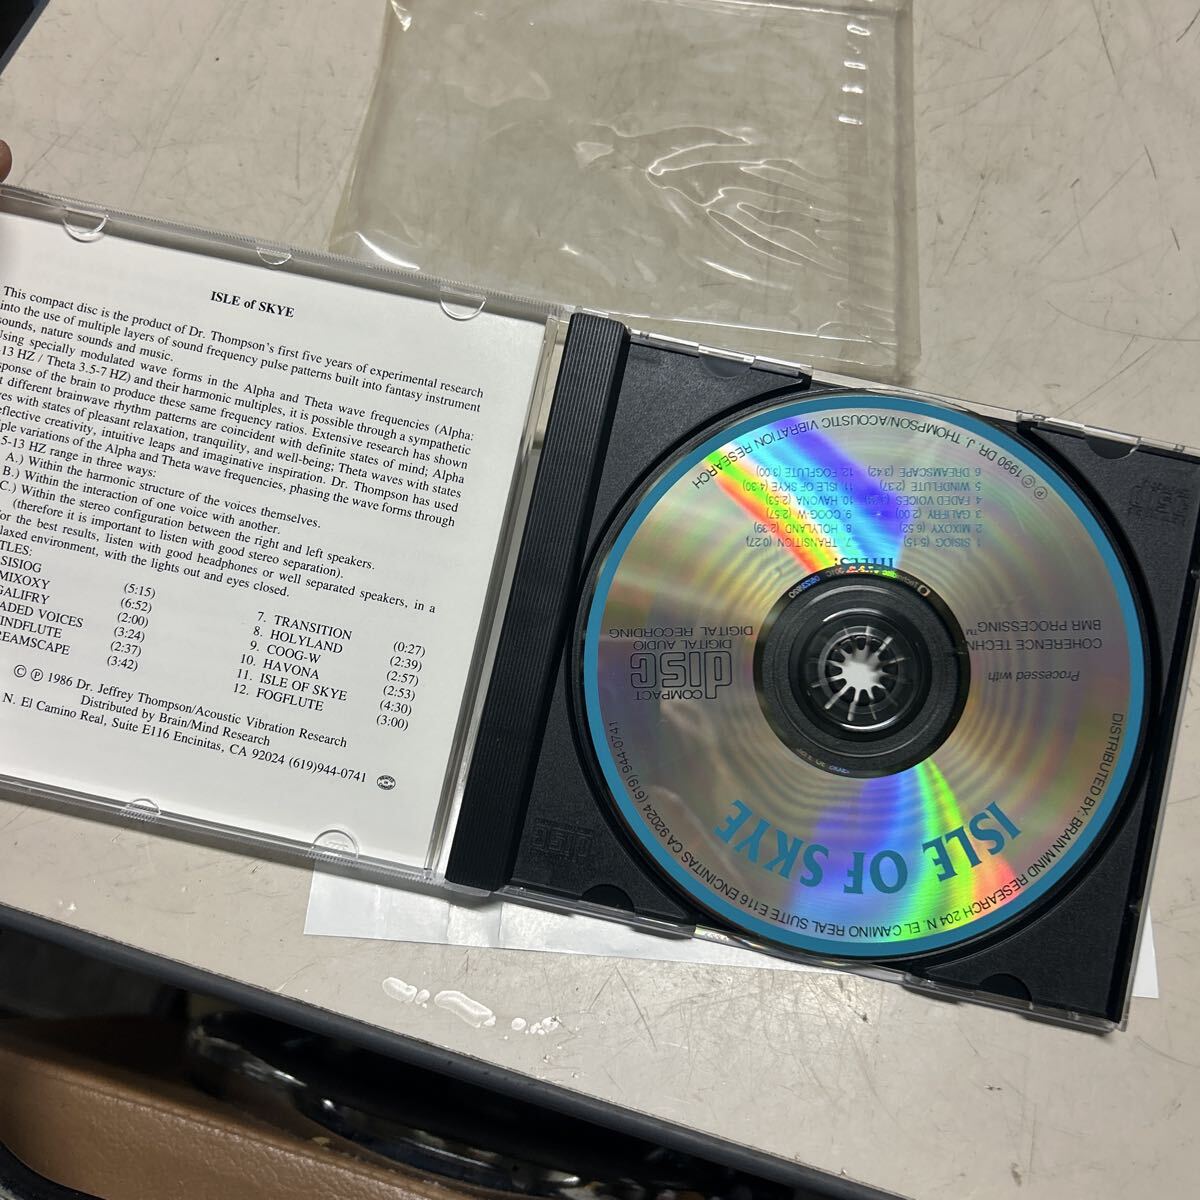 ISLE of SKYE
This compact disc is the product of Dr. Thompson's first five years of experimental research
into the use of multiple layers of sound frequency pulse patterns built into fantasy instrument
sounds, nature sounds and music.
Using specially modulated wave forms in the Alpha and Theta wave frequencies (Alpha:
-13 HZ / Theta 3.5-7 HZ) and their harmonic multiples, it is possible through a sympathetic
sponse of the brain to produce these same frequency ratios. Extensive research has shown
t different brainwave rhythm patterns are coincident with definite states of mind; Alpha
ves with states of pleasant relaxation, tranquility, and well-being; Theta waves with states
eflective creativity, intuitive leaps and imaginative inspiration. Dr. Thompson has used
iple variations of the Alpha and Theta wave frequencies, phasing the wave forms through
5-13 HZ range in three ways:
A.) Within the harmonic structure of the voices themselves.
B.) Within the interaction of one voice with another.
C.) Within the stereo configuration between the right and left speakers.
(therefore it is important to listen with good stereo separation).
for the best results, listen with good headphones or well separated speakers, in a
laxed environment, with the lights out and eyes closed.
TLES:
SISIOG (5:15)
MIXOXY (6:52)
GALIFRY (2:00)
ADED VOICES (3:24)
INDFLUTE (2:37)
REAMSCAPE (3:42)
7. TRANSITION (0:27)
8. HOLYLAND (2:39)
9. COOG-W (2:57)
10. HAVONA (2:53)
11. ISLE OF SKYE (4:30)
12. FOGFLUTE (3:00)
© ℗ 1986 Dr. Jeffrey Thompson/Acoustic Vibration Research
Distributed by Brain/Mind Research
N. El Camino Real, Suite E116 Encinitas, CA 92024 (619)944-0741
ISLE OF SKYE
DISTRIBUTED BY: BRAIN MIND RESEARCH 204 N. EL CAMINO REAL SUITE E116 ENCINITAS CA 92024 (619) 944-0741
Processed with
COHERENCE TECHN
BMR PROCESSING™
COMPACT
disc
DIGITAL AUDIO
DIGITAL RECORDING
TITLES:
1 SISIOG (5:15)
2 MIXOXY (6:52)
3 GALIFRY (2:00)
4 FADED VOICES (3:24)
5 WINDFLUTE (2:37)
6 DREAMSCAPE (3:42)
7. TRANSITION (0:27)
8. HOLYLAND (2:39)
9. COOG-W (2:57)
10. HAVONA (2:53)
11. ISLE OF SKYE (4:30)
12. FOGFLUTE (3:00)
℗ © 1990 DR. J. THOMPSON/ACOUSTIC VIBRATION RESEARCH